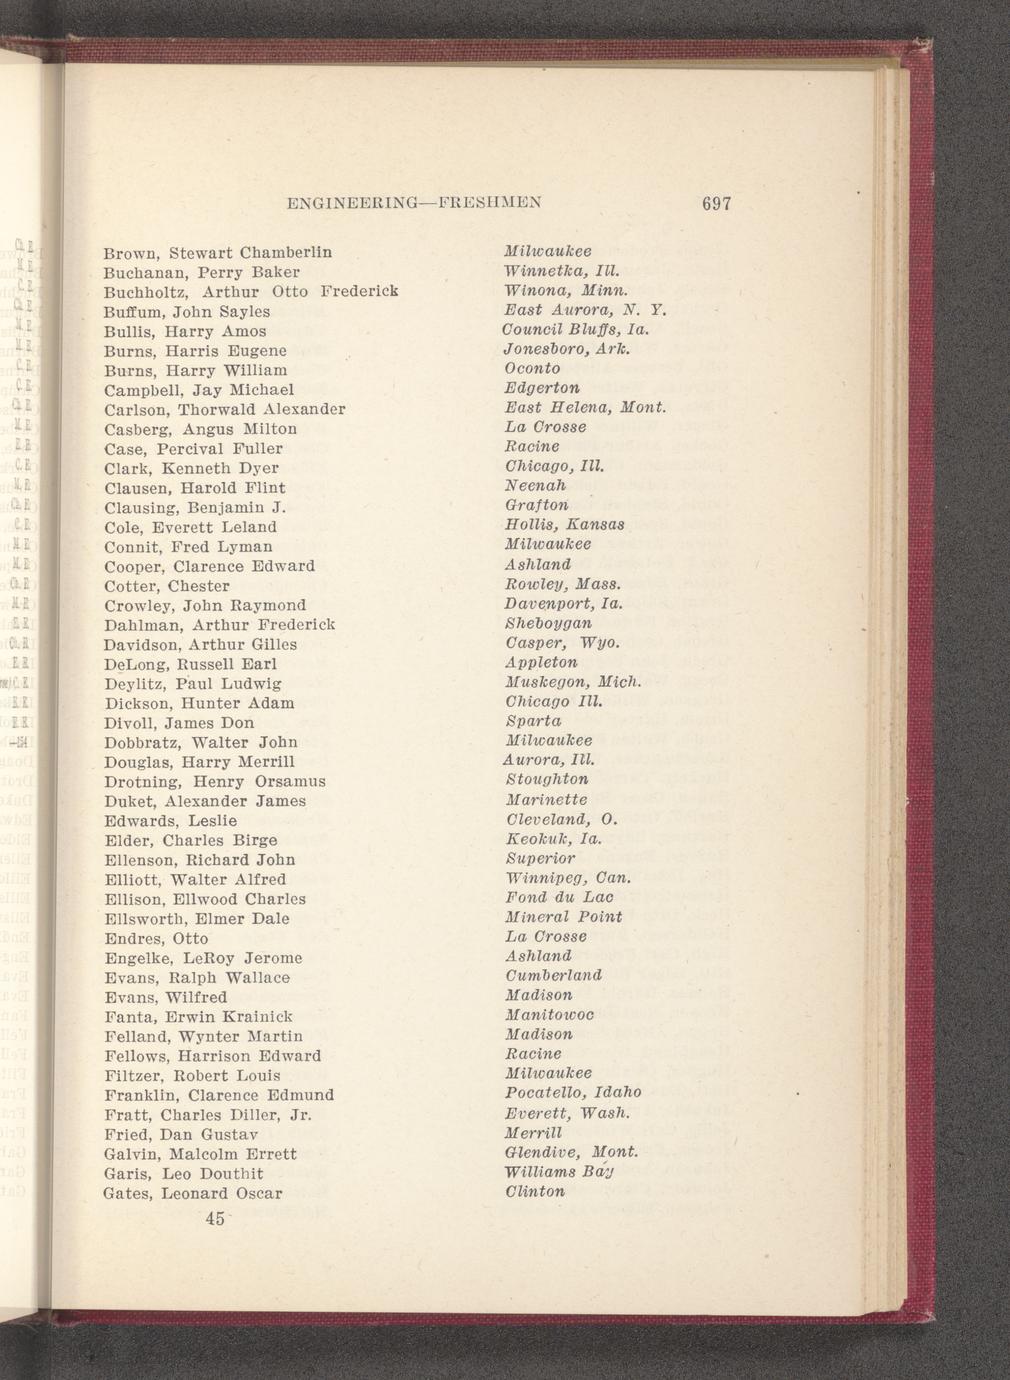 ENGINEERING—FRESHMEN 697
Brown, Stewart Chamberlin Milwaukee
Buchanan, Perry Baker Winnetka, Ill.
Buchholtz, Arthur Otto Frederick Winona, Minn.
Buffum, John Sayles East Aurora, N. Y.
Bullis, Harry Amos Council Bluffs, Ia.
Burns, Harris Eugene Jonesboro, Ark.
Burns, Harry William Oconto
Campbell, Jay Michael Edgerton
Carlson, Thorwald Alexander East Helena, Mont.
Casberg, Angus Milton La Crosse
Case, Percival Fuller Racine
Clark, Kenneth Dyer Chicago, Ill.
Clausen, Harold Flint Neenah
Clausing, Benjamin J. Grafton
Cole, Everett Leland Hollis, Kansas
Connit, Fred Lyman Milwaukee
Cooper, Clarence Edward Ashland
Cotter, Chester Rowley, Mass.
Crowley, John Raymond Davenport, Ia.
Dahlman, Arthur Frederick Sheboygan
Davidson, Arthur Gilles Casper, Wyo.
DeLong, Russell Earl Appleton
Deylitz, Paul Ludwig Muskegon, Mich.
Dickson, Hunter Adam Chicago Ill.
Divoll, James Don Sparta
Dobbratz, Walter John Milwaukee
Douglas, Harry Merrill Aurora, Ill.
Drotning, Henry Orsamus Stoughton
Duket, Alexander James Marinette
Edwards, Leslie Cleveland, O.
Elder, Charles Birge Keokuk, Ia.
Ellenson, Richard John Superior
Elliott, Walter Alfred Winnipeg, Can.
Ellison, Ellwood Charles Fond du Lac
Ellsworth, Elmer Dale Mineral Point
Endres, Otto La Crosse
Engelke, LeRoy Jerome Ashland
Evans, Ralph Wallace Cumberland
Evans, Wilfred Madison
Fanta, Erwin Krainick Manitowoc
Felland, Wynter Martin Madison
Fellows, Harrison Edward Racine
Filtzer, Robert Louis Milwaukee
Franklin, Clarence Edmund Pocatello, Idaho
Fratt, Charles Diller, Jr. Everett, Wash.
Fried, Dan Gustav Merrill
Galvin, Malcolm Errett Glendive, Mont.
Garis, Leo Douthit Williams Bay
Gates, Leonard Oscar Clinton
45